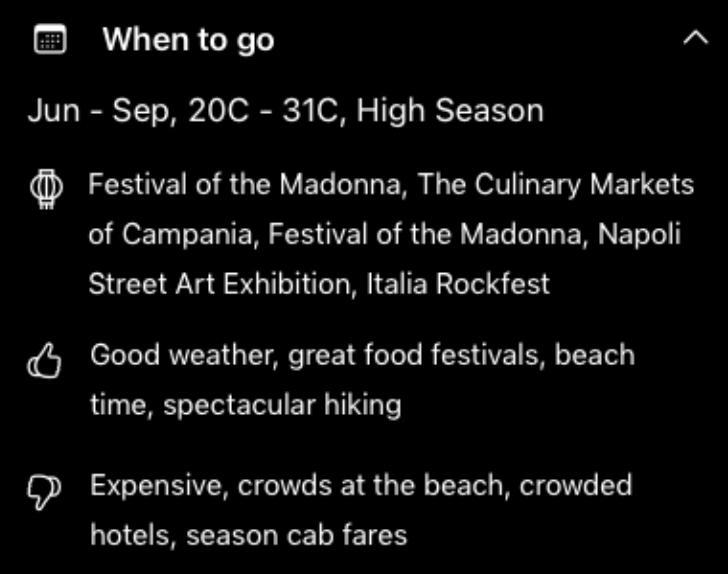 When to go
Jun - Sep, 20C - 31C, High Season
Festival of the Madonna, The Culinary Markets
of Campania, Festival of the Madonna, Napoli
Street Art Exhibition, Italia Rockfest
Good weather, great food festivals, beach
time, spectacular hiking
Expensive, crowds at the beach, crowded
hotels, season cab fares